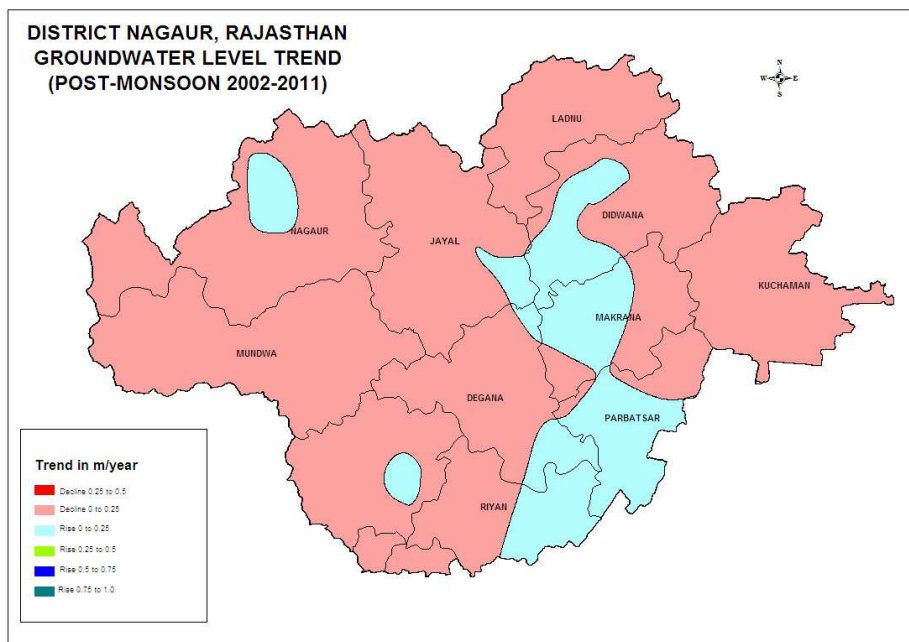 DISTRICT NAGAUR, RAJASTHAN
GROUNDWATER LEVEL TREND
(POST-MONSOON 2002-2011)
N
W E
S
LADNU
DIDWANA
NAGAUR
JAYAL
KUCHAMAN
MAKRANA
MUNDWA
DEGANA
PARBATSAR
RIYAN
Trend in m/year
Decline 0.25 to 0.5
Decline 0 to 0.25
Rise 0 to 0.25
Rise 0.25 to 0.5
Rise 0.5 to 0.75
Rise 0.75 to 1.0